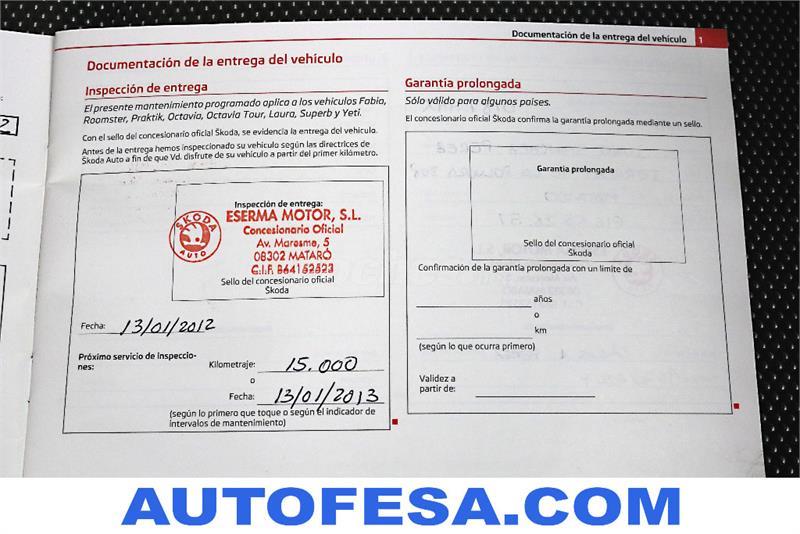 Documentación de la entrega del vehículo 1
Documentación de la entrega del vehículo
Inspección de entrega
El presente mantenimiento programado aplica a los vehículos Fabia,
Roomster, Praktik, Octavia, Octavia Tour, Laura, Superb y Yeti.
Con el sello del concesionario oficial Škoda, se evidencia la entrega del vehículo.
Antes de la entrega hemos inspeccionado su vehículo según las directrices de
Škoda Auto a fin de que Vd. disfrute de su vehículo a partir del primer kilómetro.
Inspección de entrega:
ŠKODA
AUTO
ESERMA MOTOR, S.L.
Concesionario Oficial
Av. Maresme, 5
08302 MATARÓ
C.I.F. B64152523
Sello del concesionario oficial
Škoda
Fecha: 13/01/2012
Próximo servicio de inspeccio-
nes:
Kilometraje: 15.000
o
Fecha: 13/01/2013
(según lo primero que toque o según el indicador de
intervalos de mantenimiento)
Garantía prolongada
Sólo válido para algunos países.
El concesionario oficial Škoda confirma la garantía prolongada mediante un sello.
Garantía prolongada
Sello del concesionario oficial
Škoda
Confirmación de la garantía prolongada con un límite de
años
o
km
(según lo que ocurra primero)
Validez a
partir de:
2
AUTOFESA.COM